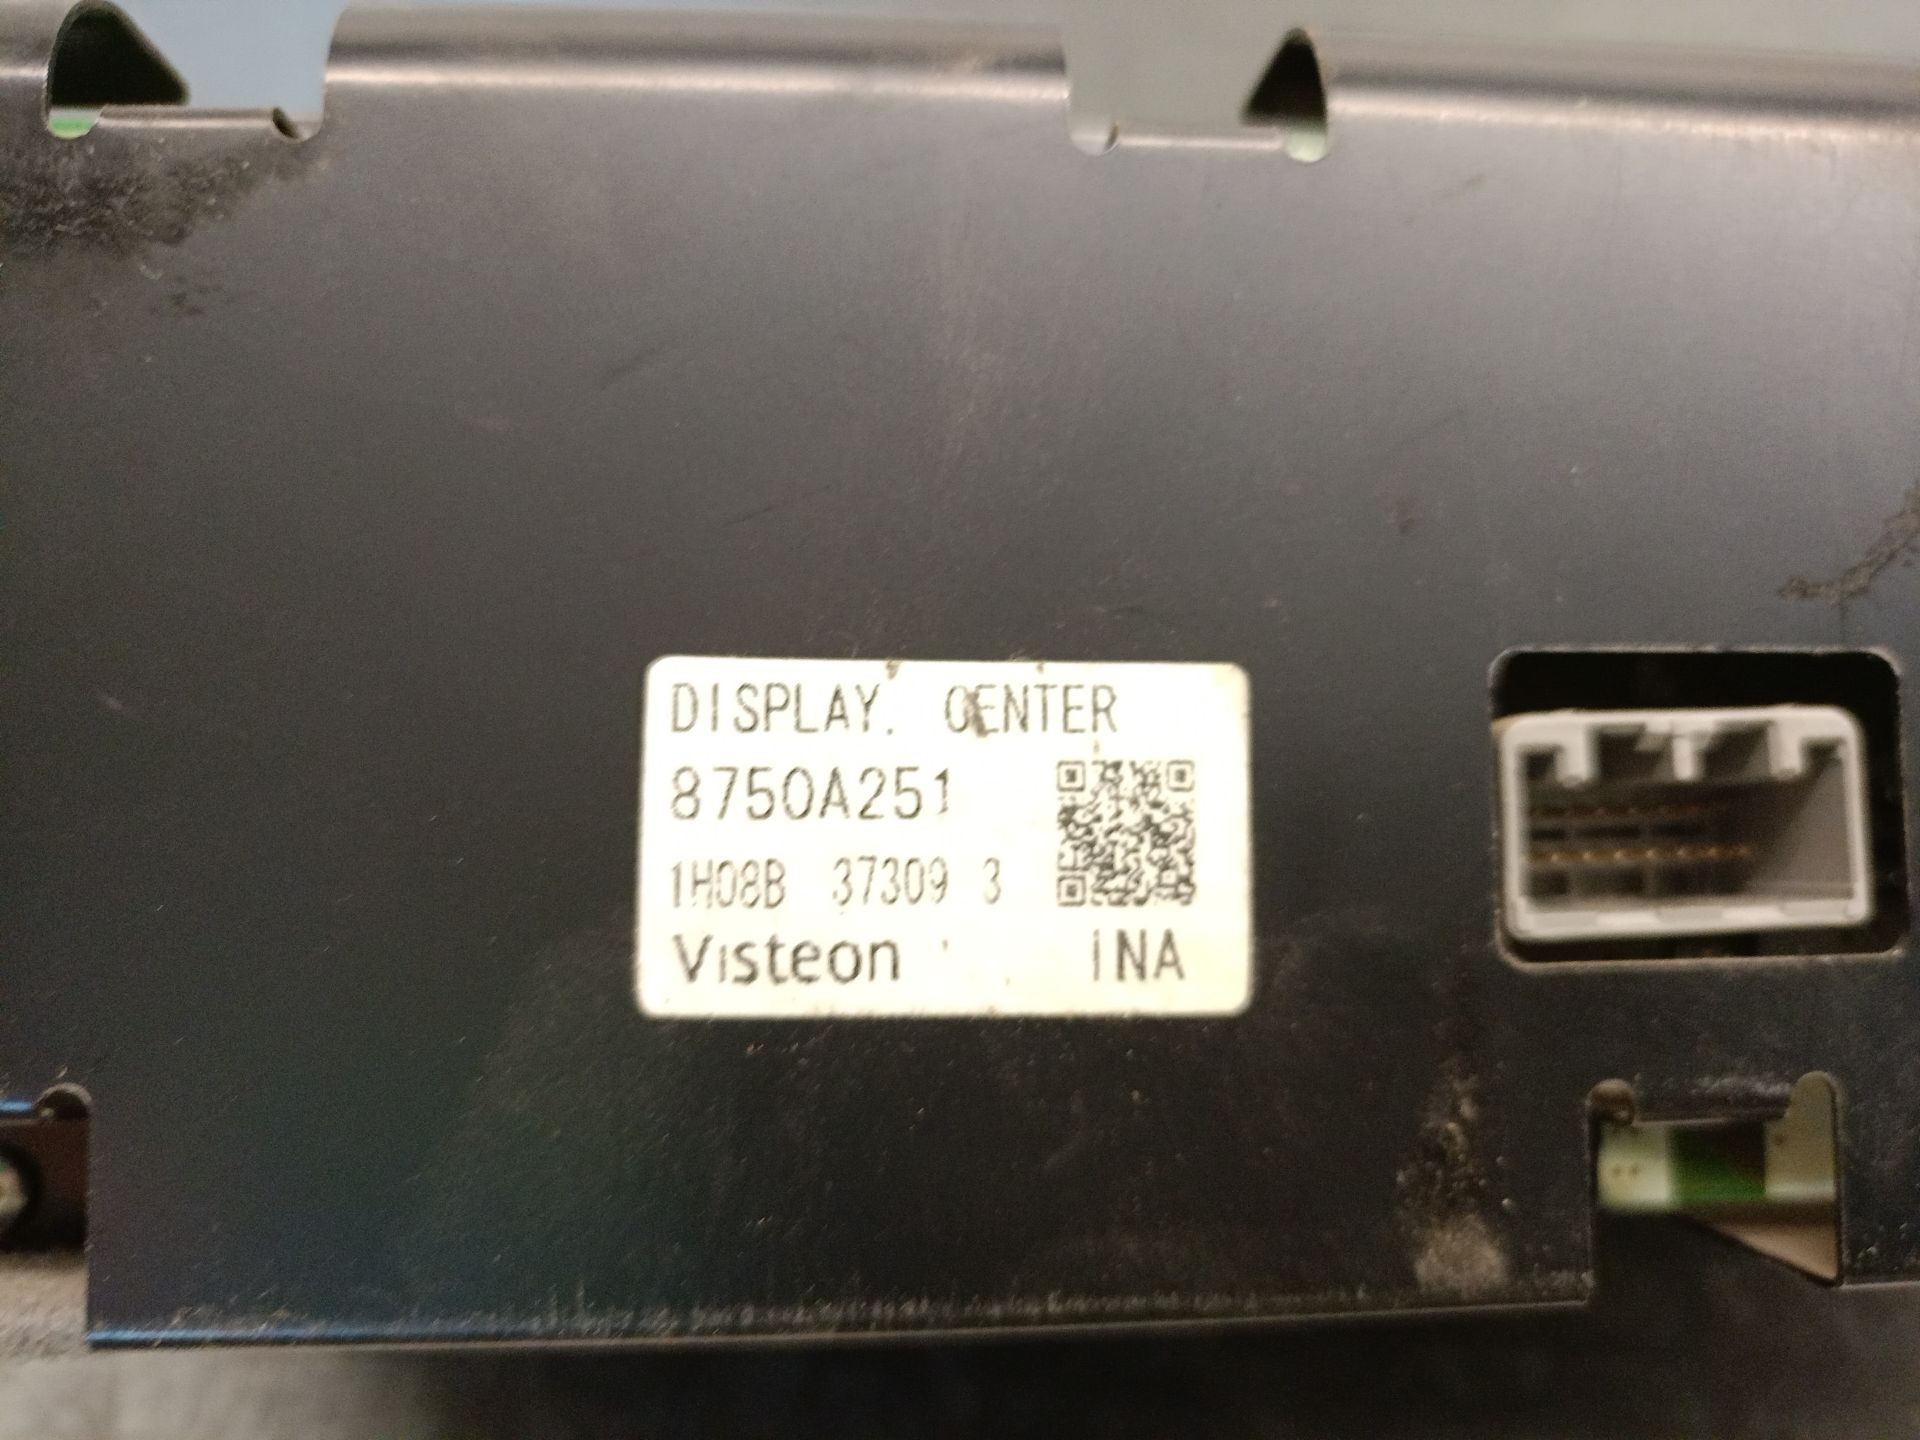 DISPLAY. CENTER
8750A251
1H08B 37309 3
Visteon INA